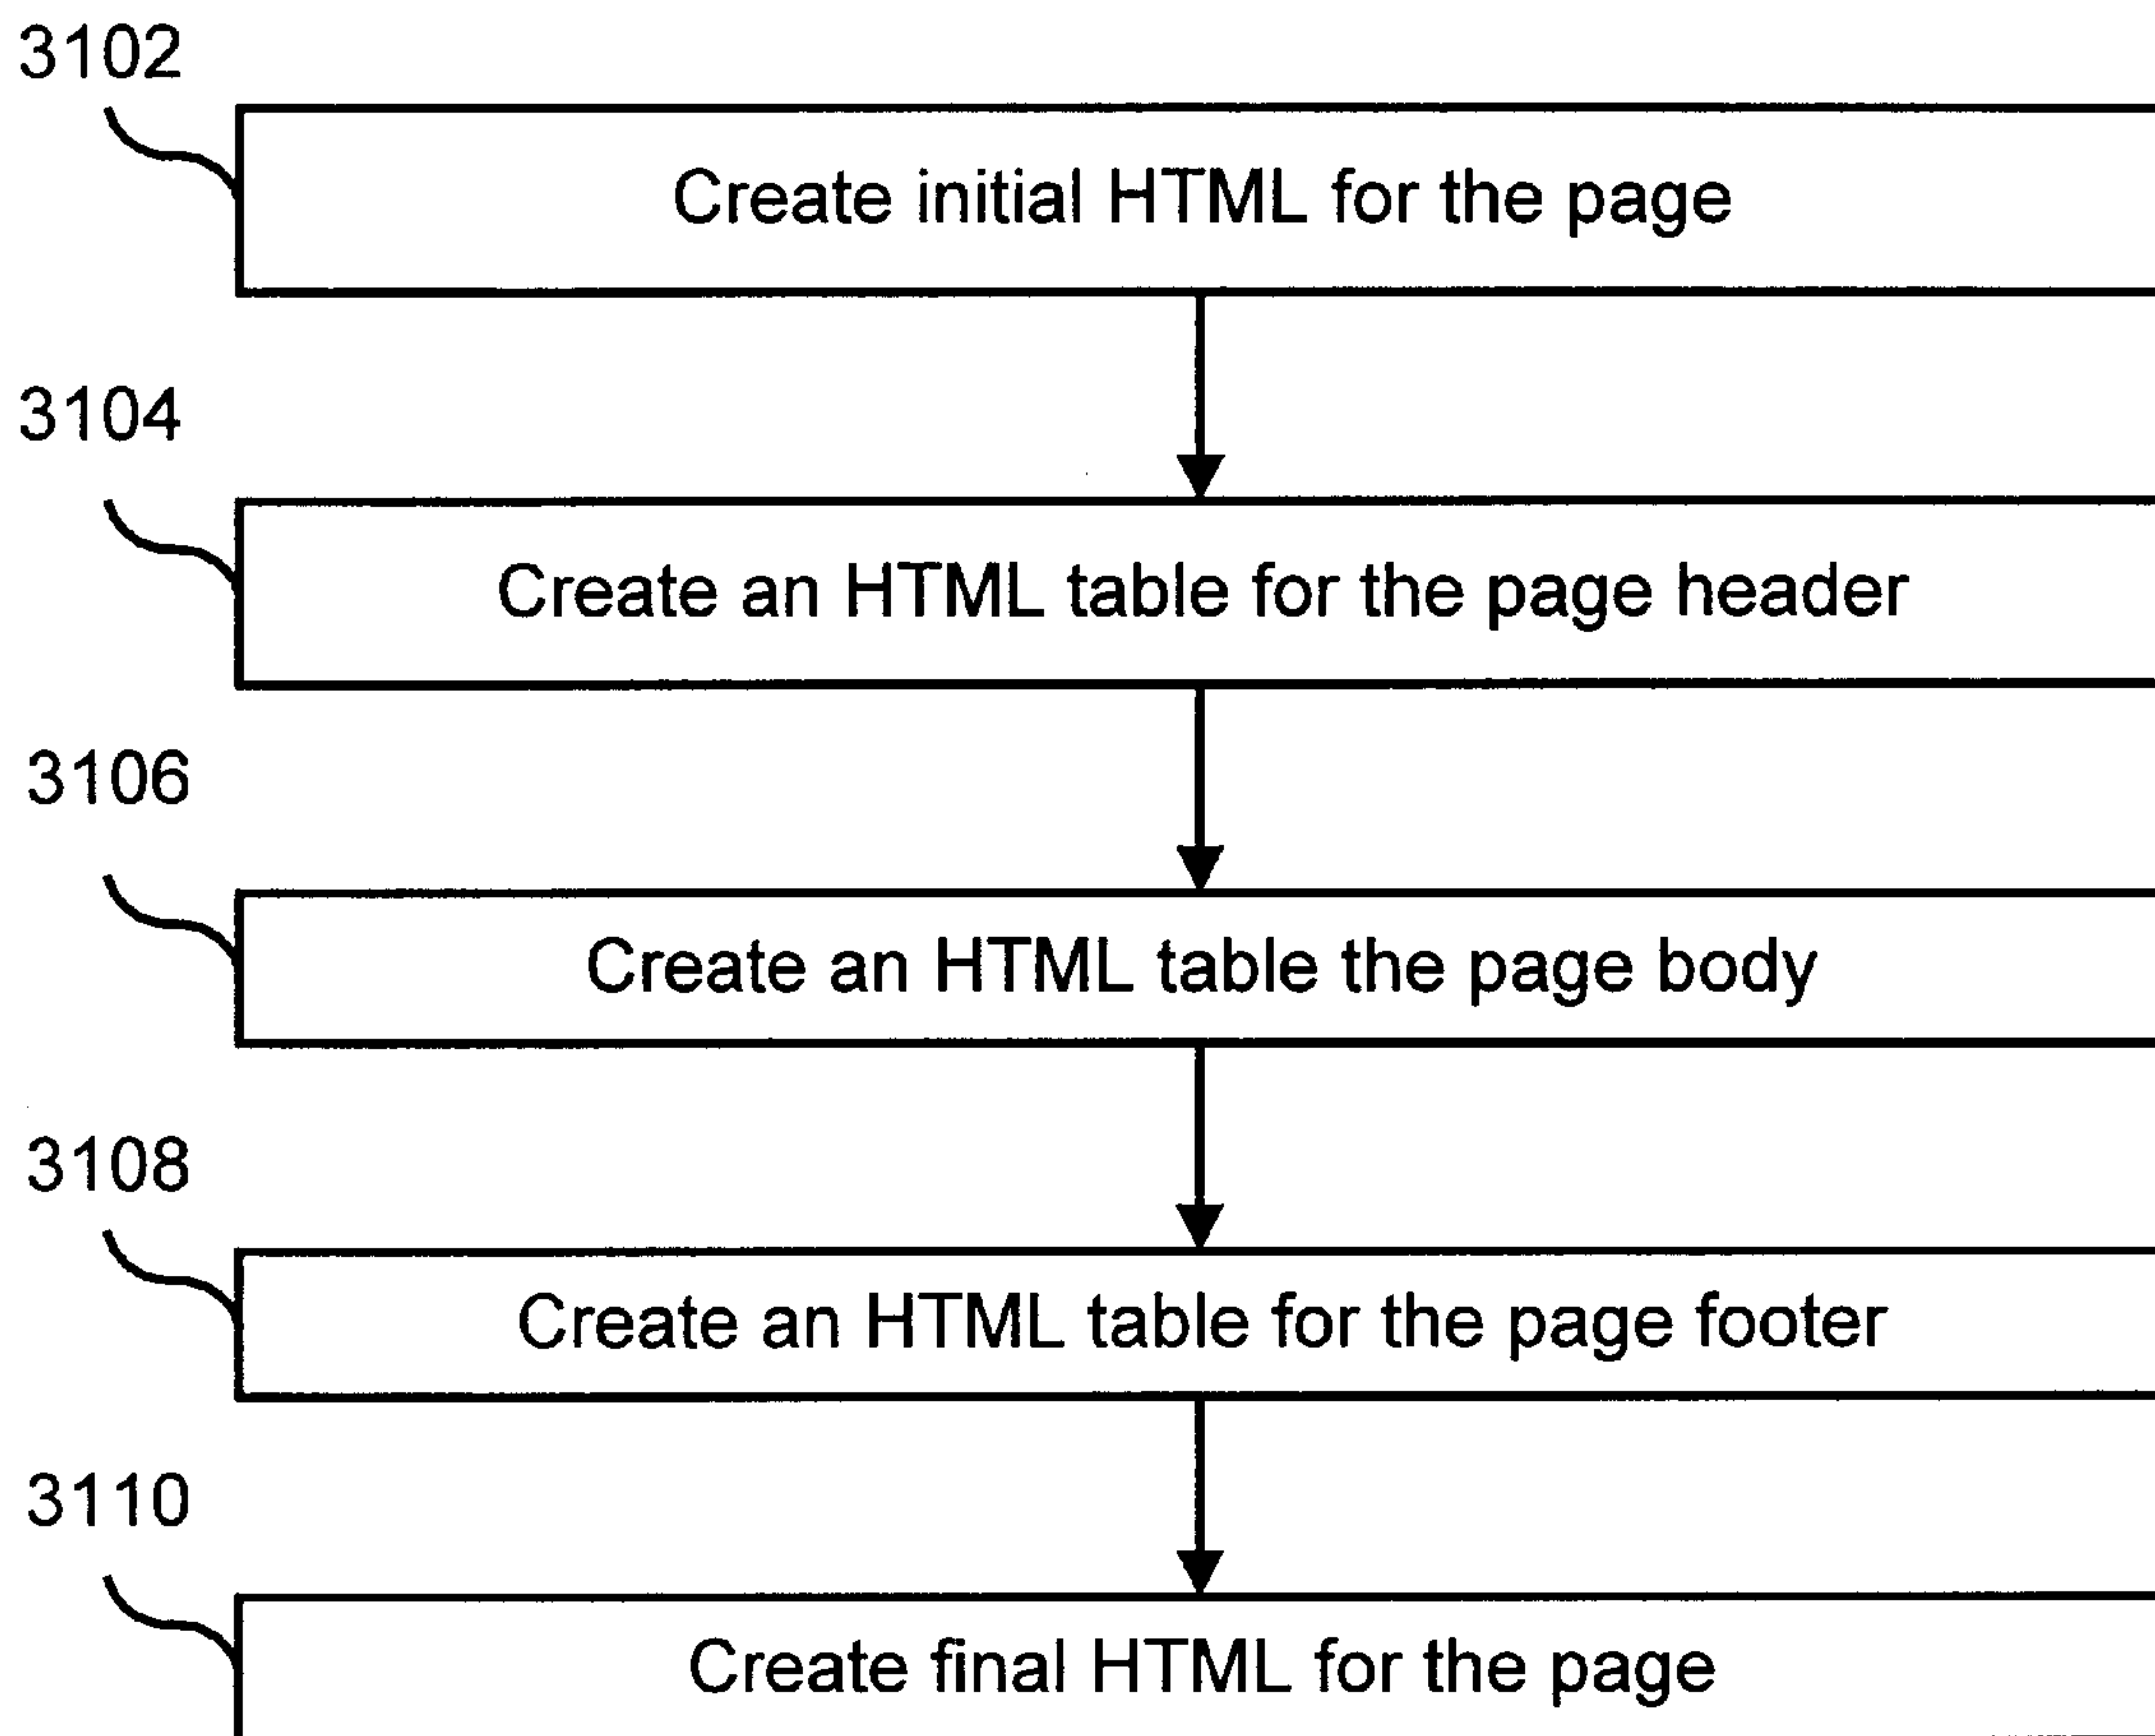 3102
Create initial HTML for the page
3104
Create an HTML table for the page header
3106
Create an HTML table the page body
3108
Create an HTML table for the page footer
3110
Create final HTML for the page